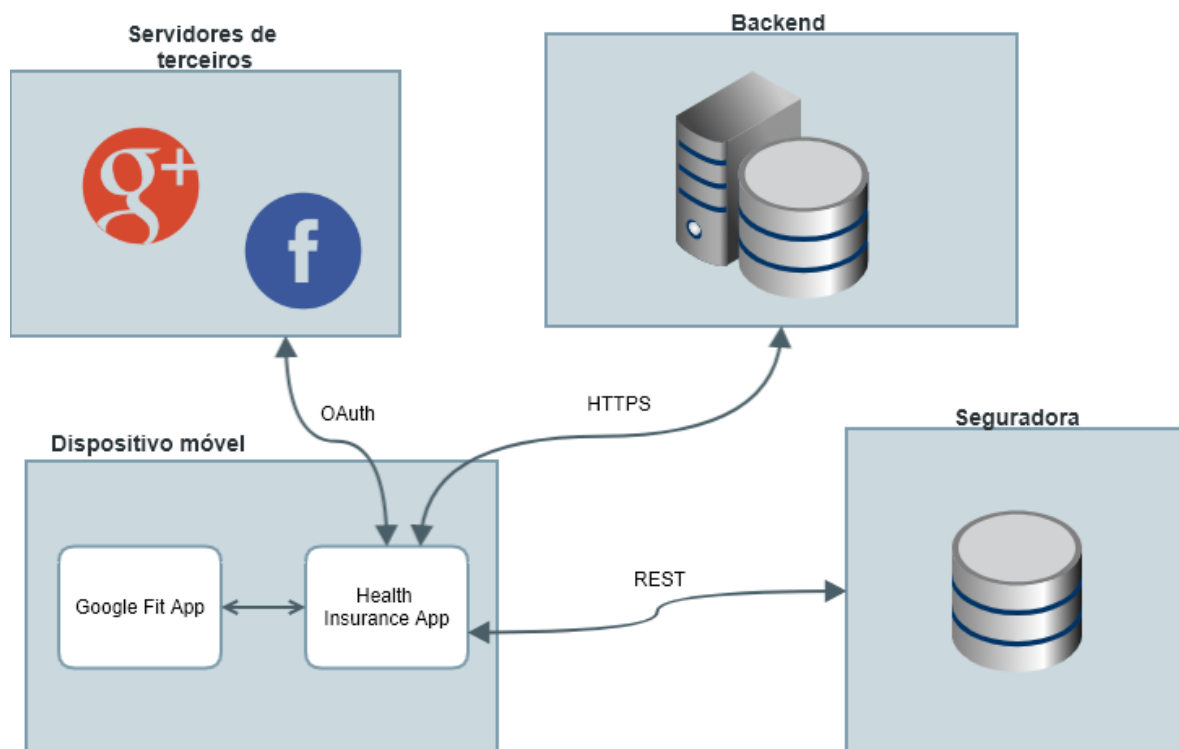 Servidores de
terceiros
Backend
g+
f
OAuth
HTTPS
Dispositivo móvel
Seguradora
Google Fit App
Health
Insurance App
REST